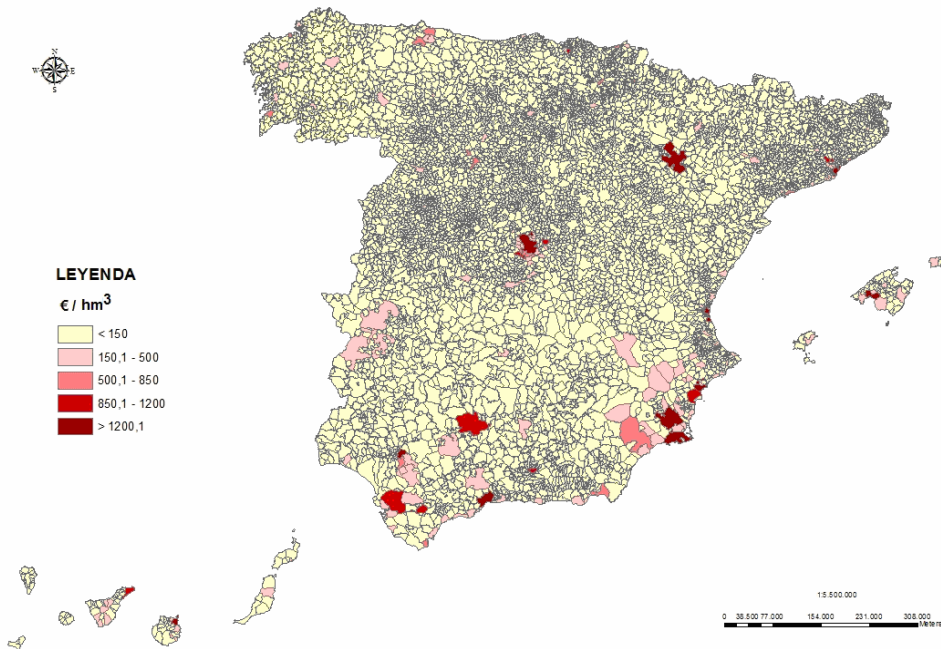 N
W E
S
LEYENDA
€ / hm3
< 150
150,1 - 500
500,1 - 850
850,1 - 1200
> 1200,1
1:5.500.000
0 38.500 77.000 154.000 231.000 308.000
Meters